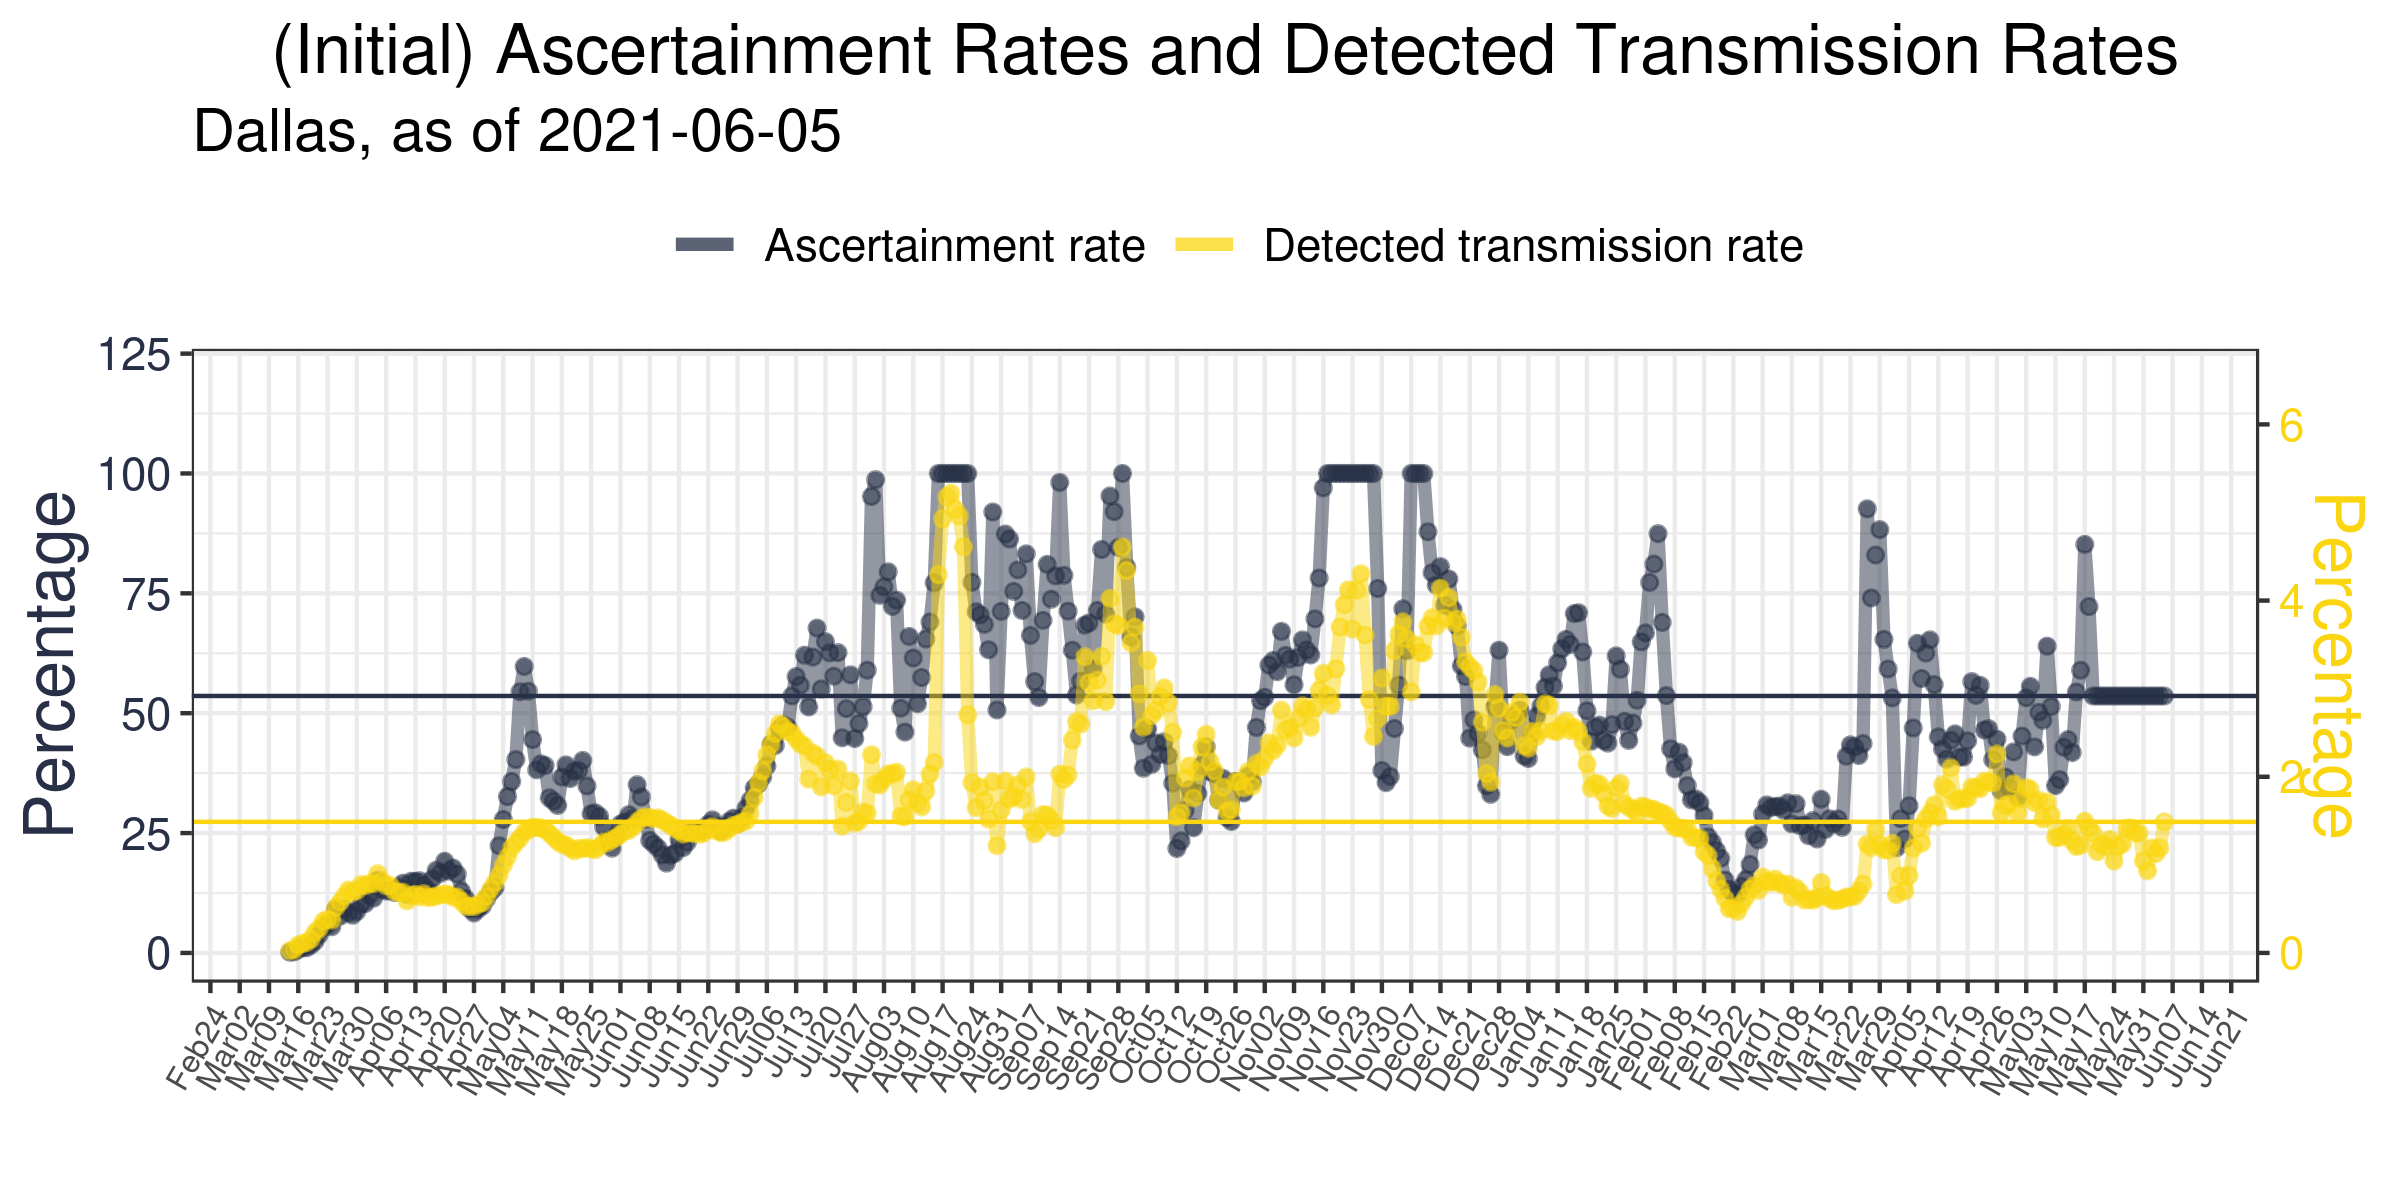 (Initial) Ascertainment Rates and Detected Transmission Rates
Dallas, as of 2021-06-05
Ascertainment rate
Detected transmission rate
Percentage
125
100
75
50
25
0
6
4
2
0
Percentage
Feb24
Mar02
Mar09
Mar16
Mar23
Mar30
Apr06
Apr13
Apr20
Apr27
May04
May11
May18
May25
Jun01
Jun08
Jun15
Jun22
Jun29
Jul06
Jul13
Jul20
Jul27
Aug03
Aug10
Aug17
Aug24
Aug31
Sep07
Sep14
Sep21
Sep28
Oct05
Oct12
Oct19
Oct26
Nov02
Nov09
Nov16
Nov23
Nov30
Dec07
Dec14
Dec21
Dec28
Jan04
Jan11
Jan18
Jan25
Feb01
Feb08
Feb15
Feb22
Mar01
Mar08
Mar15
Mar22
Mar29
Apr05
Apr12
Apr19
Apr26
May03
May10
May17
May24
May31
Jun07
Jun14
Jun21